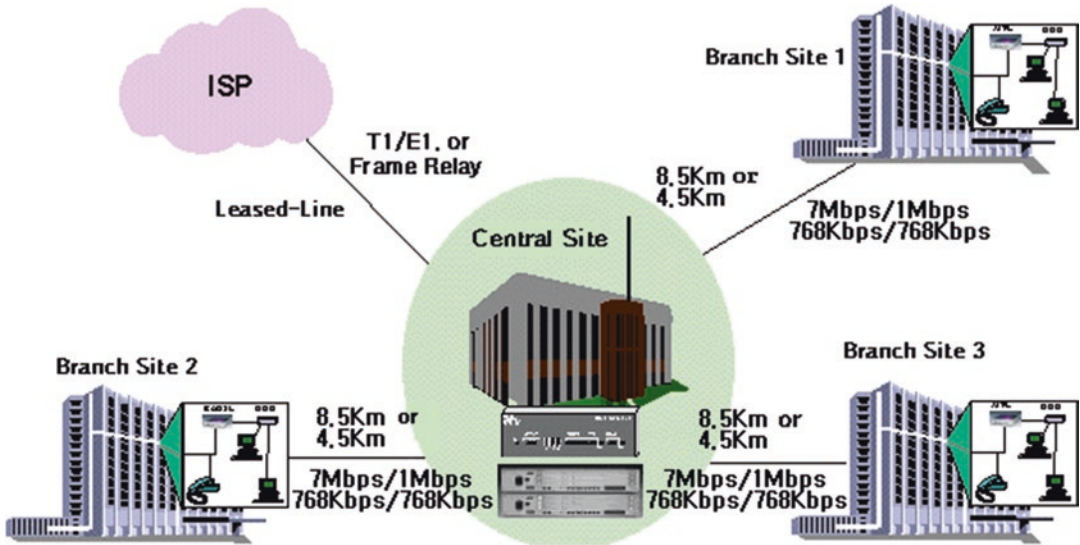 ISP
Branch Site 1
T1/E1. or
Frame Relay
Leased-Line
8.5Km or
4.5Km
7Mbps/1Mbps
768Kbps/768Kbps
Central Site
Branch Site 2
Branch Site 3
8.5Km or
4.5Km
7Mbps/1Mbps
768Kbps/768Kbps
8.5Km or
4.5Km
7Mbps/1Mbps
768Kbps/768Kbps